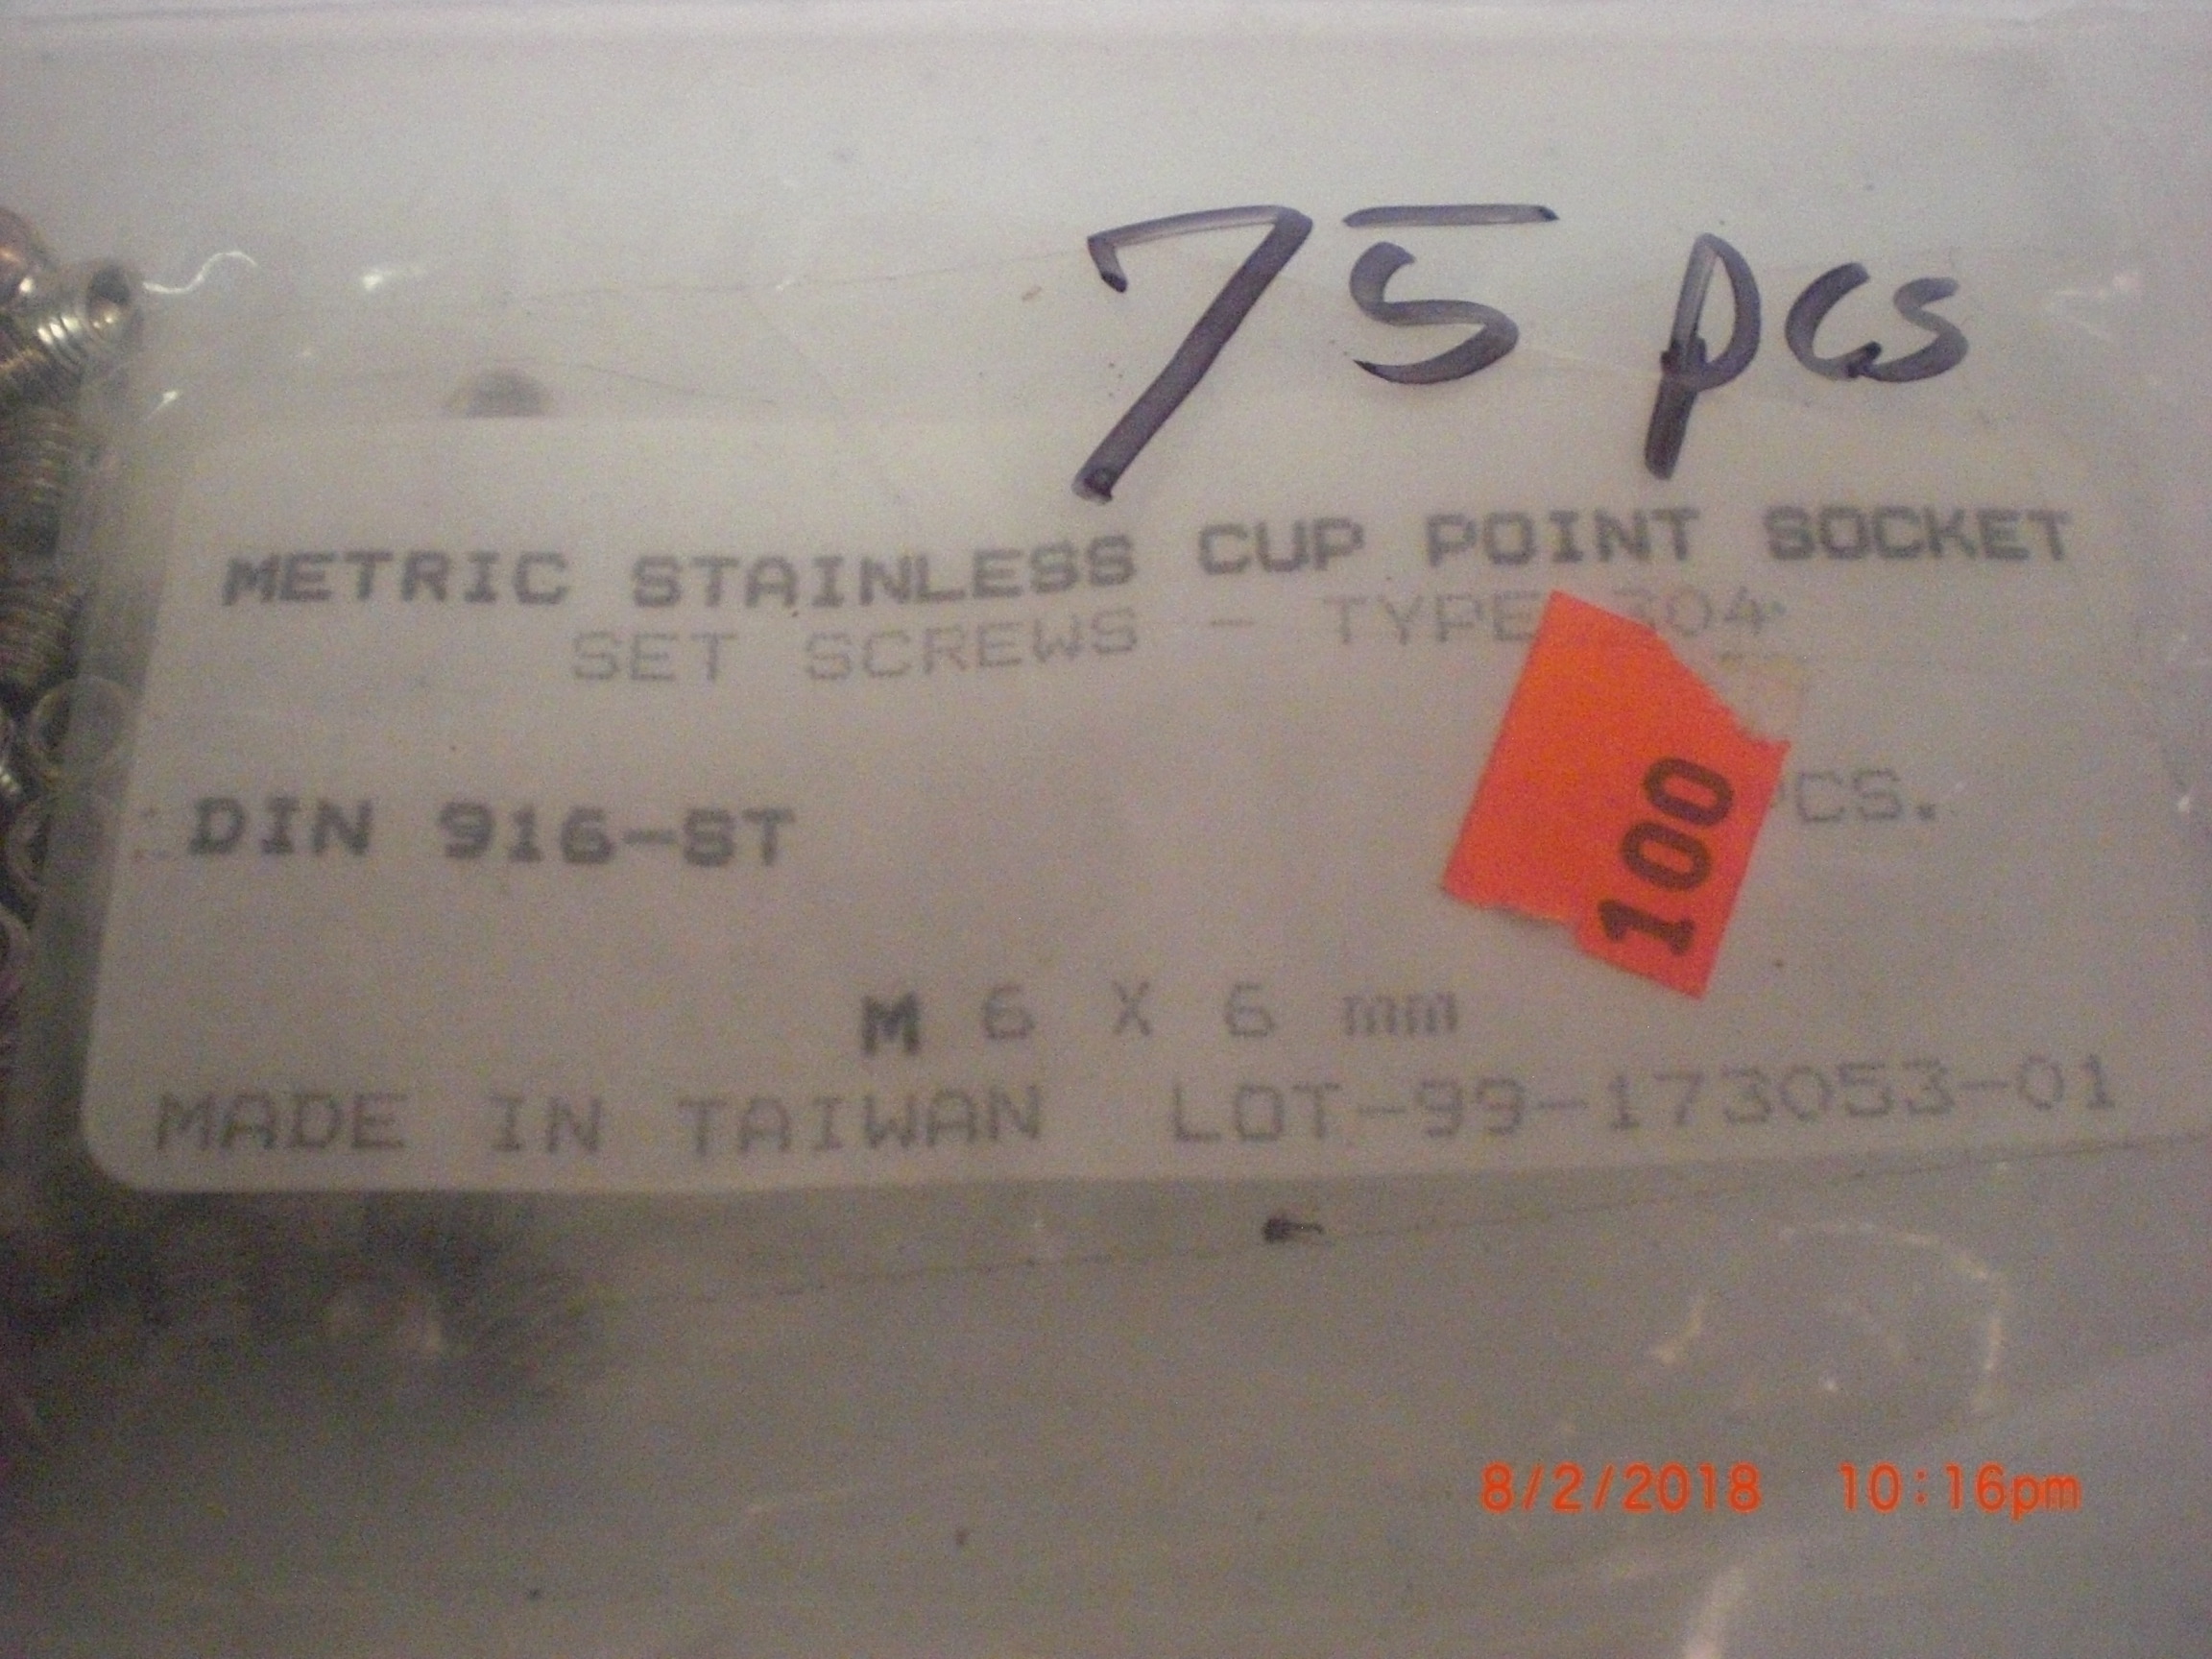 75 pcs
METRIC STAINLESS CUP POINT SOCKET
SET SCREWS - TYPE 304
DIN 916-ST
100
M 6 X 6 mm
MADE IN TAIWAN LOT-99-173053-01
8/2/2018 10:16pm